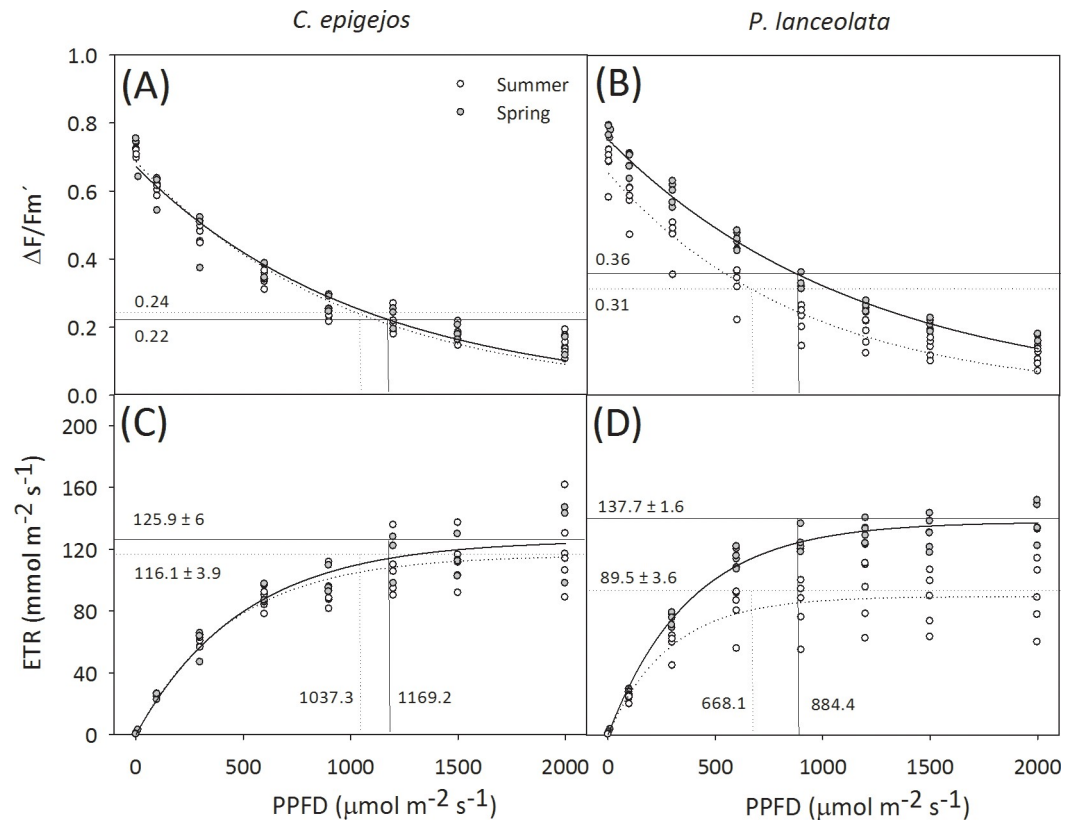 C. epigejos
P. lanceolata
(A)
Summer
Spring
(B)
1.0
0.8
0.6
0.4
0.2
0.0
ΔF/Fm´
0.24
0.22
0.36
0.31
(C)
(D)
200
160
120
80
40
0
ETR (mmol m-2 s-1)
125.9 ± 6
116.1 ± 3.9
1037.3
1169.2
137.7 ± 1.6
89.5 ± 3.6
668.1
884.4
0 500 1000 1500 2000
0 500 1000 1500 2000
PPFD (μmol m-2 s-1)
PPFD (μmol m-2 s-1)